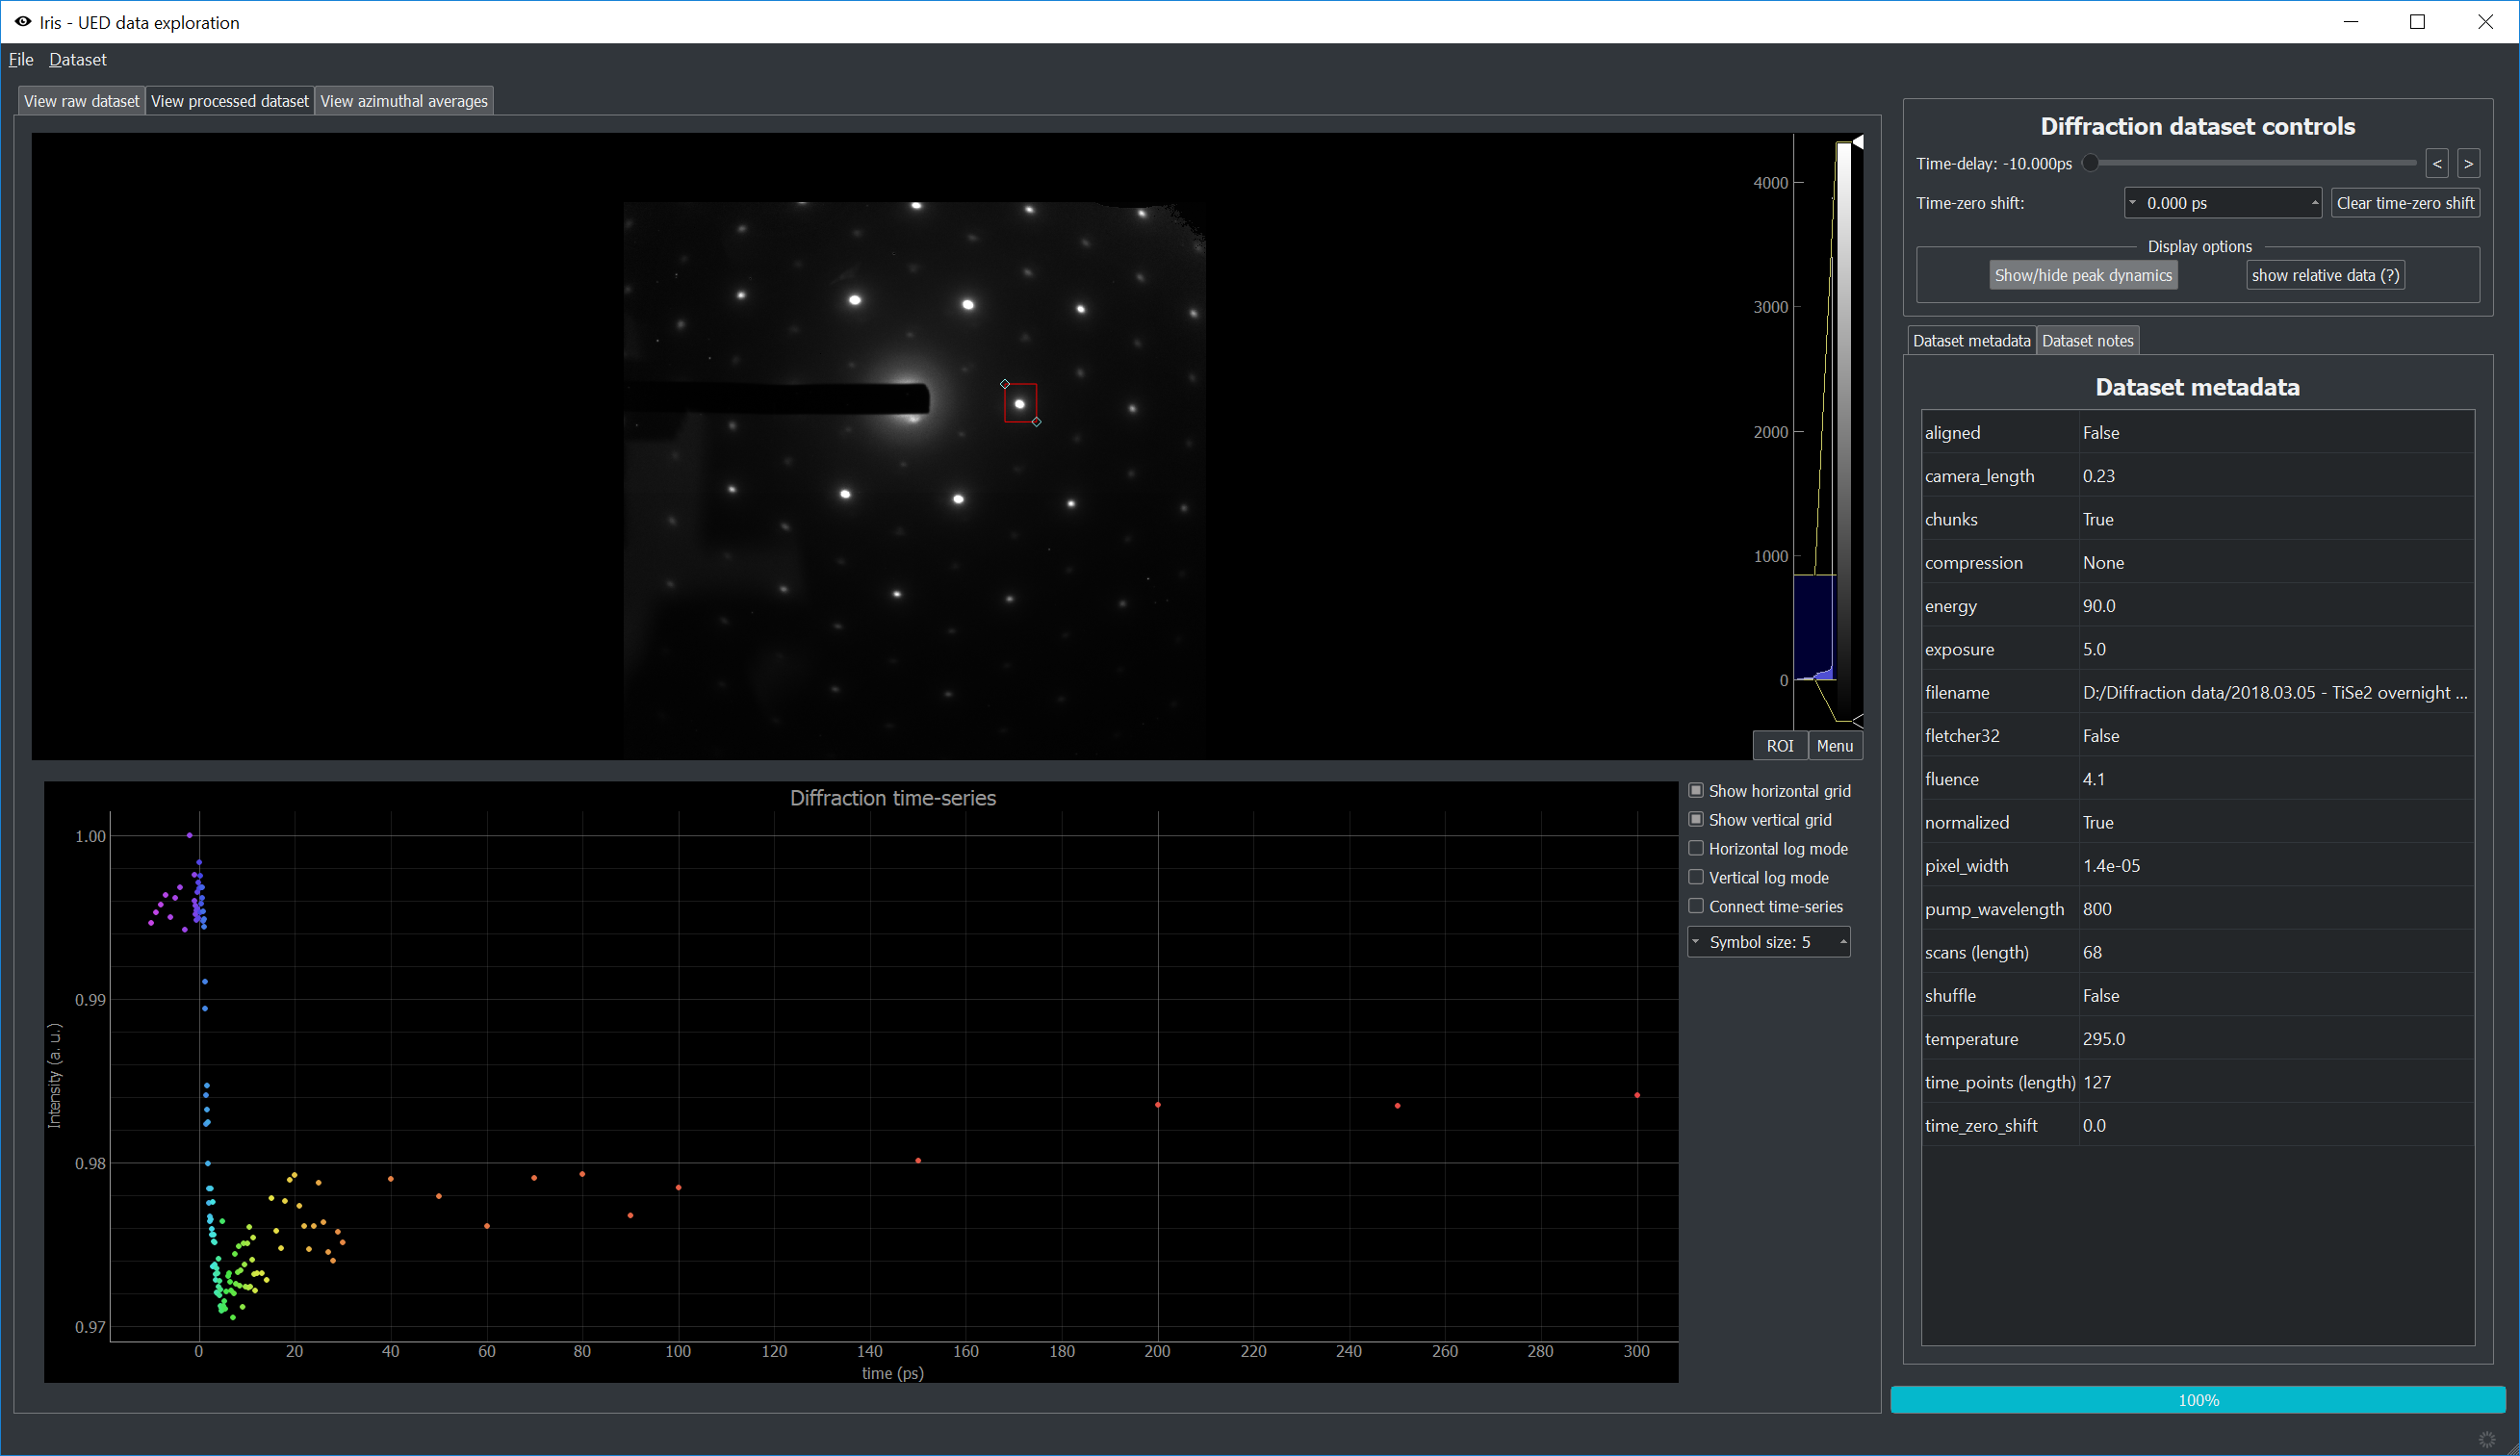 Iris - UED data exploration
File Dataset
View raw dataset View processed dataset View azimuthal averages
4000
3000
2000
1000
0
ROI Menu
Diffraction time-series
1.00
0.99
0.98
0.97
Intensity (a. u.)
0 20 40 60 80 100 120 140 160 180 200 220 240 260 280 300
time (ps)
Show horizontal grid
Show vertical grid
Horizontal log mode
Vertical log mode
Connect time-series
Symbol size: 5
Diffraction dataset controls
Time-delay: -10.000ps < >
Time-zero shift: 0.000 ps Clear time-zero shift
Display options
Show/hide peak dynamics show relative data (?)
Dataset metadata Dataset notes
Dataset metadata
aligned False
camera_length 0.23
chunks True
compression None
energy 90.0
exposure 5.0
filename D:/Diffraction data/2018.03.05 - TiSe2 overnight ...
fletcher32 False
fluence 4.1
normalized True
pixel_width 1.4e-05
pump_wavelength 800
scans (length) 68
shuffle False
temperature 295.0
time_points (length) 127
time_zero_shift 0.0
100%